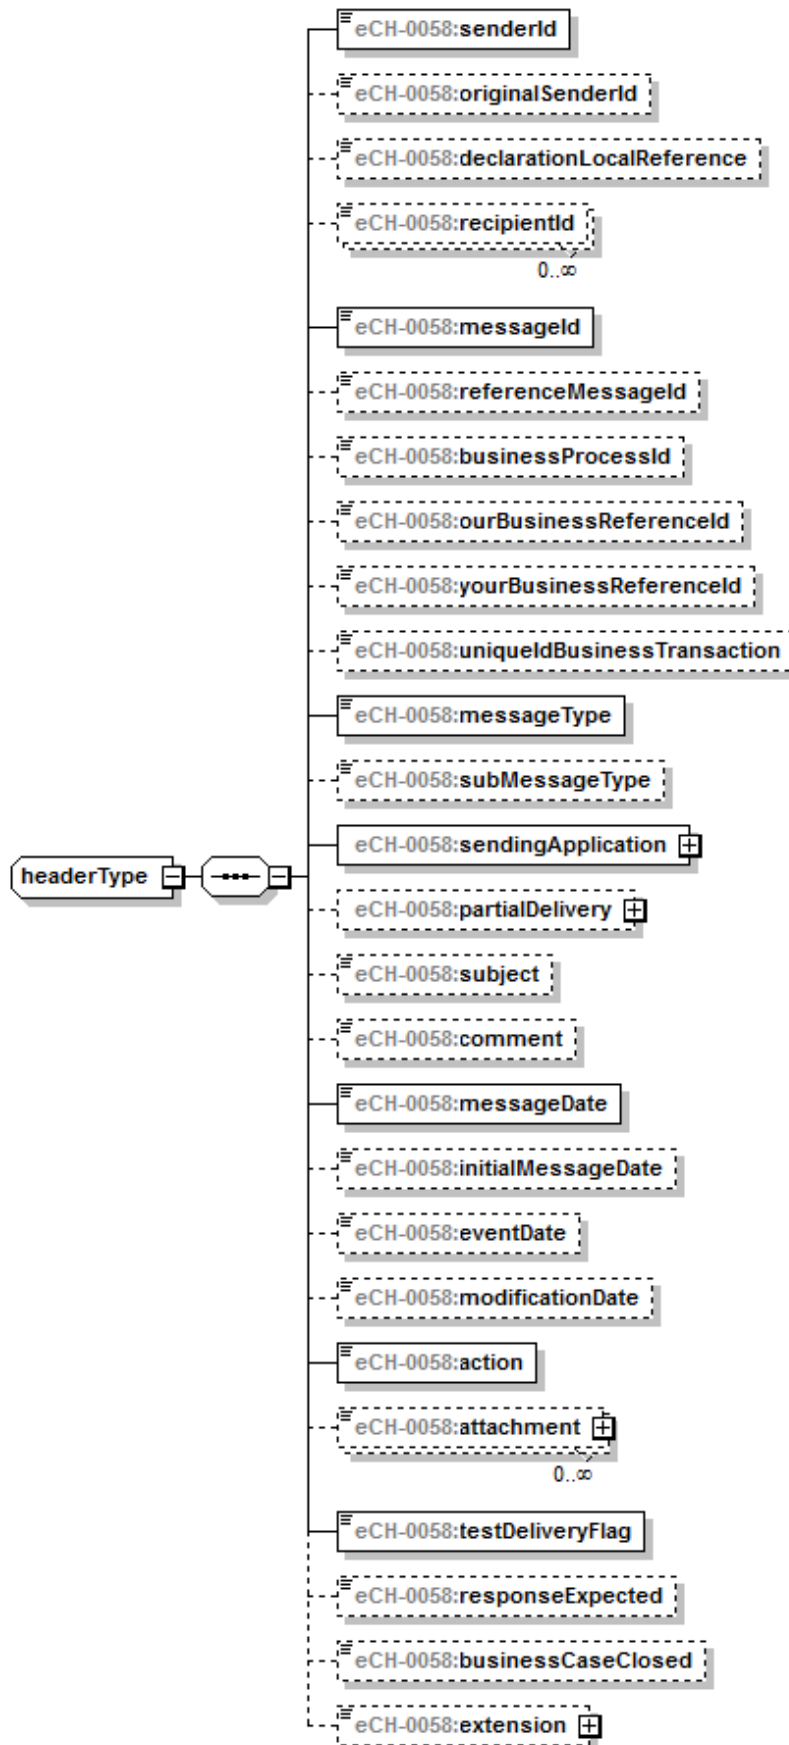 eCH-0058:senderId
eCH-0058:originalSenderId
eCH-0058:declarationLocalReference
eCH-0058:recipientId
0..∞
eCH-0058:messageId
eCH-0058:referenceMessageId
eCH-0058:businessProcessId
eCH-0058:ourBusinessReferenceId
eCH-0058:yourBusinessReferenceId
eCH-0058:uniqueIdBusinessTransaction
eCH-0058:messageType
eCH-0058:subMessageType
eCH-0058:sendingApplication
headerType
eCH-0058:partialDelivery
eCH-0058:subject
eCH-0058:comment
eCH-0058:messageDate
eCH-0058:initialMessageDate
eCH-0058:eventDate
eCH-0058:modificationDate
eCH-0058:action
eCH-0058:attachment
0..∞
eCH-0058:testDeliveryFlag
eCH-0058:responseExpected
eCH-0058:businessCaseClosed
eCH-0058:extension